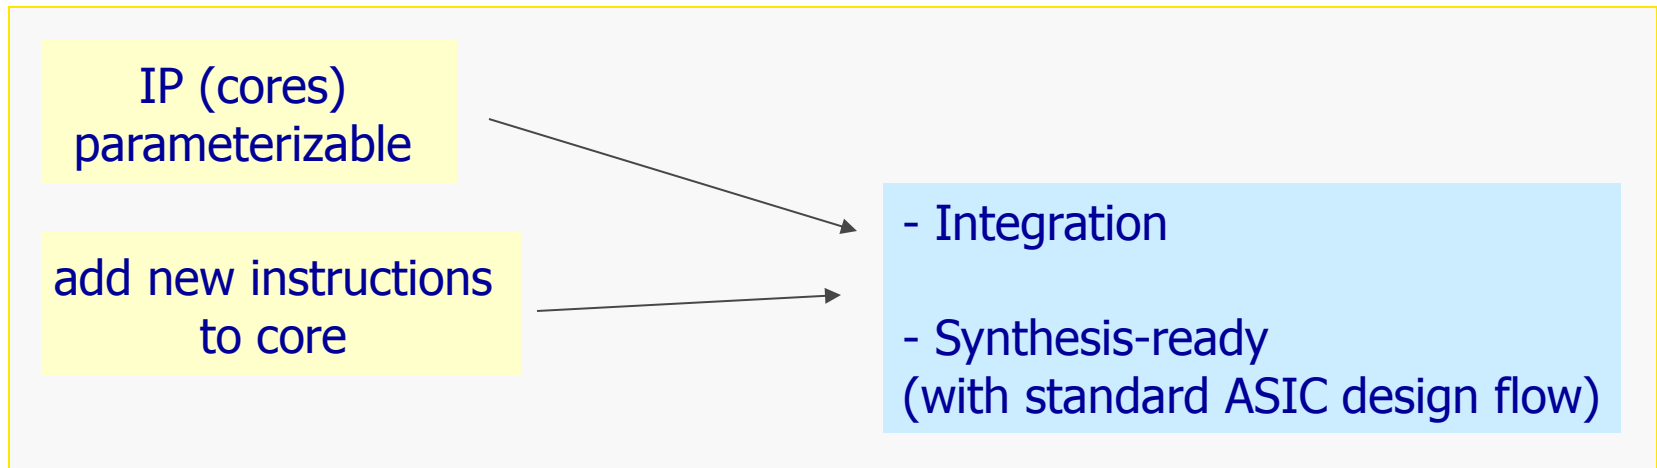 IP (cores)
parameterizable
add new instructions
to core
- Integration
- Synthesis-ready
(with standard ASIC design flow)